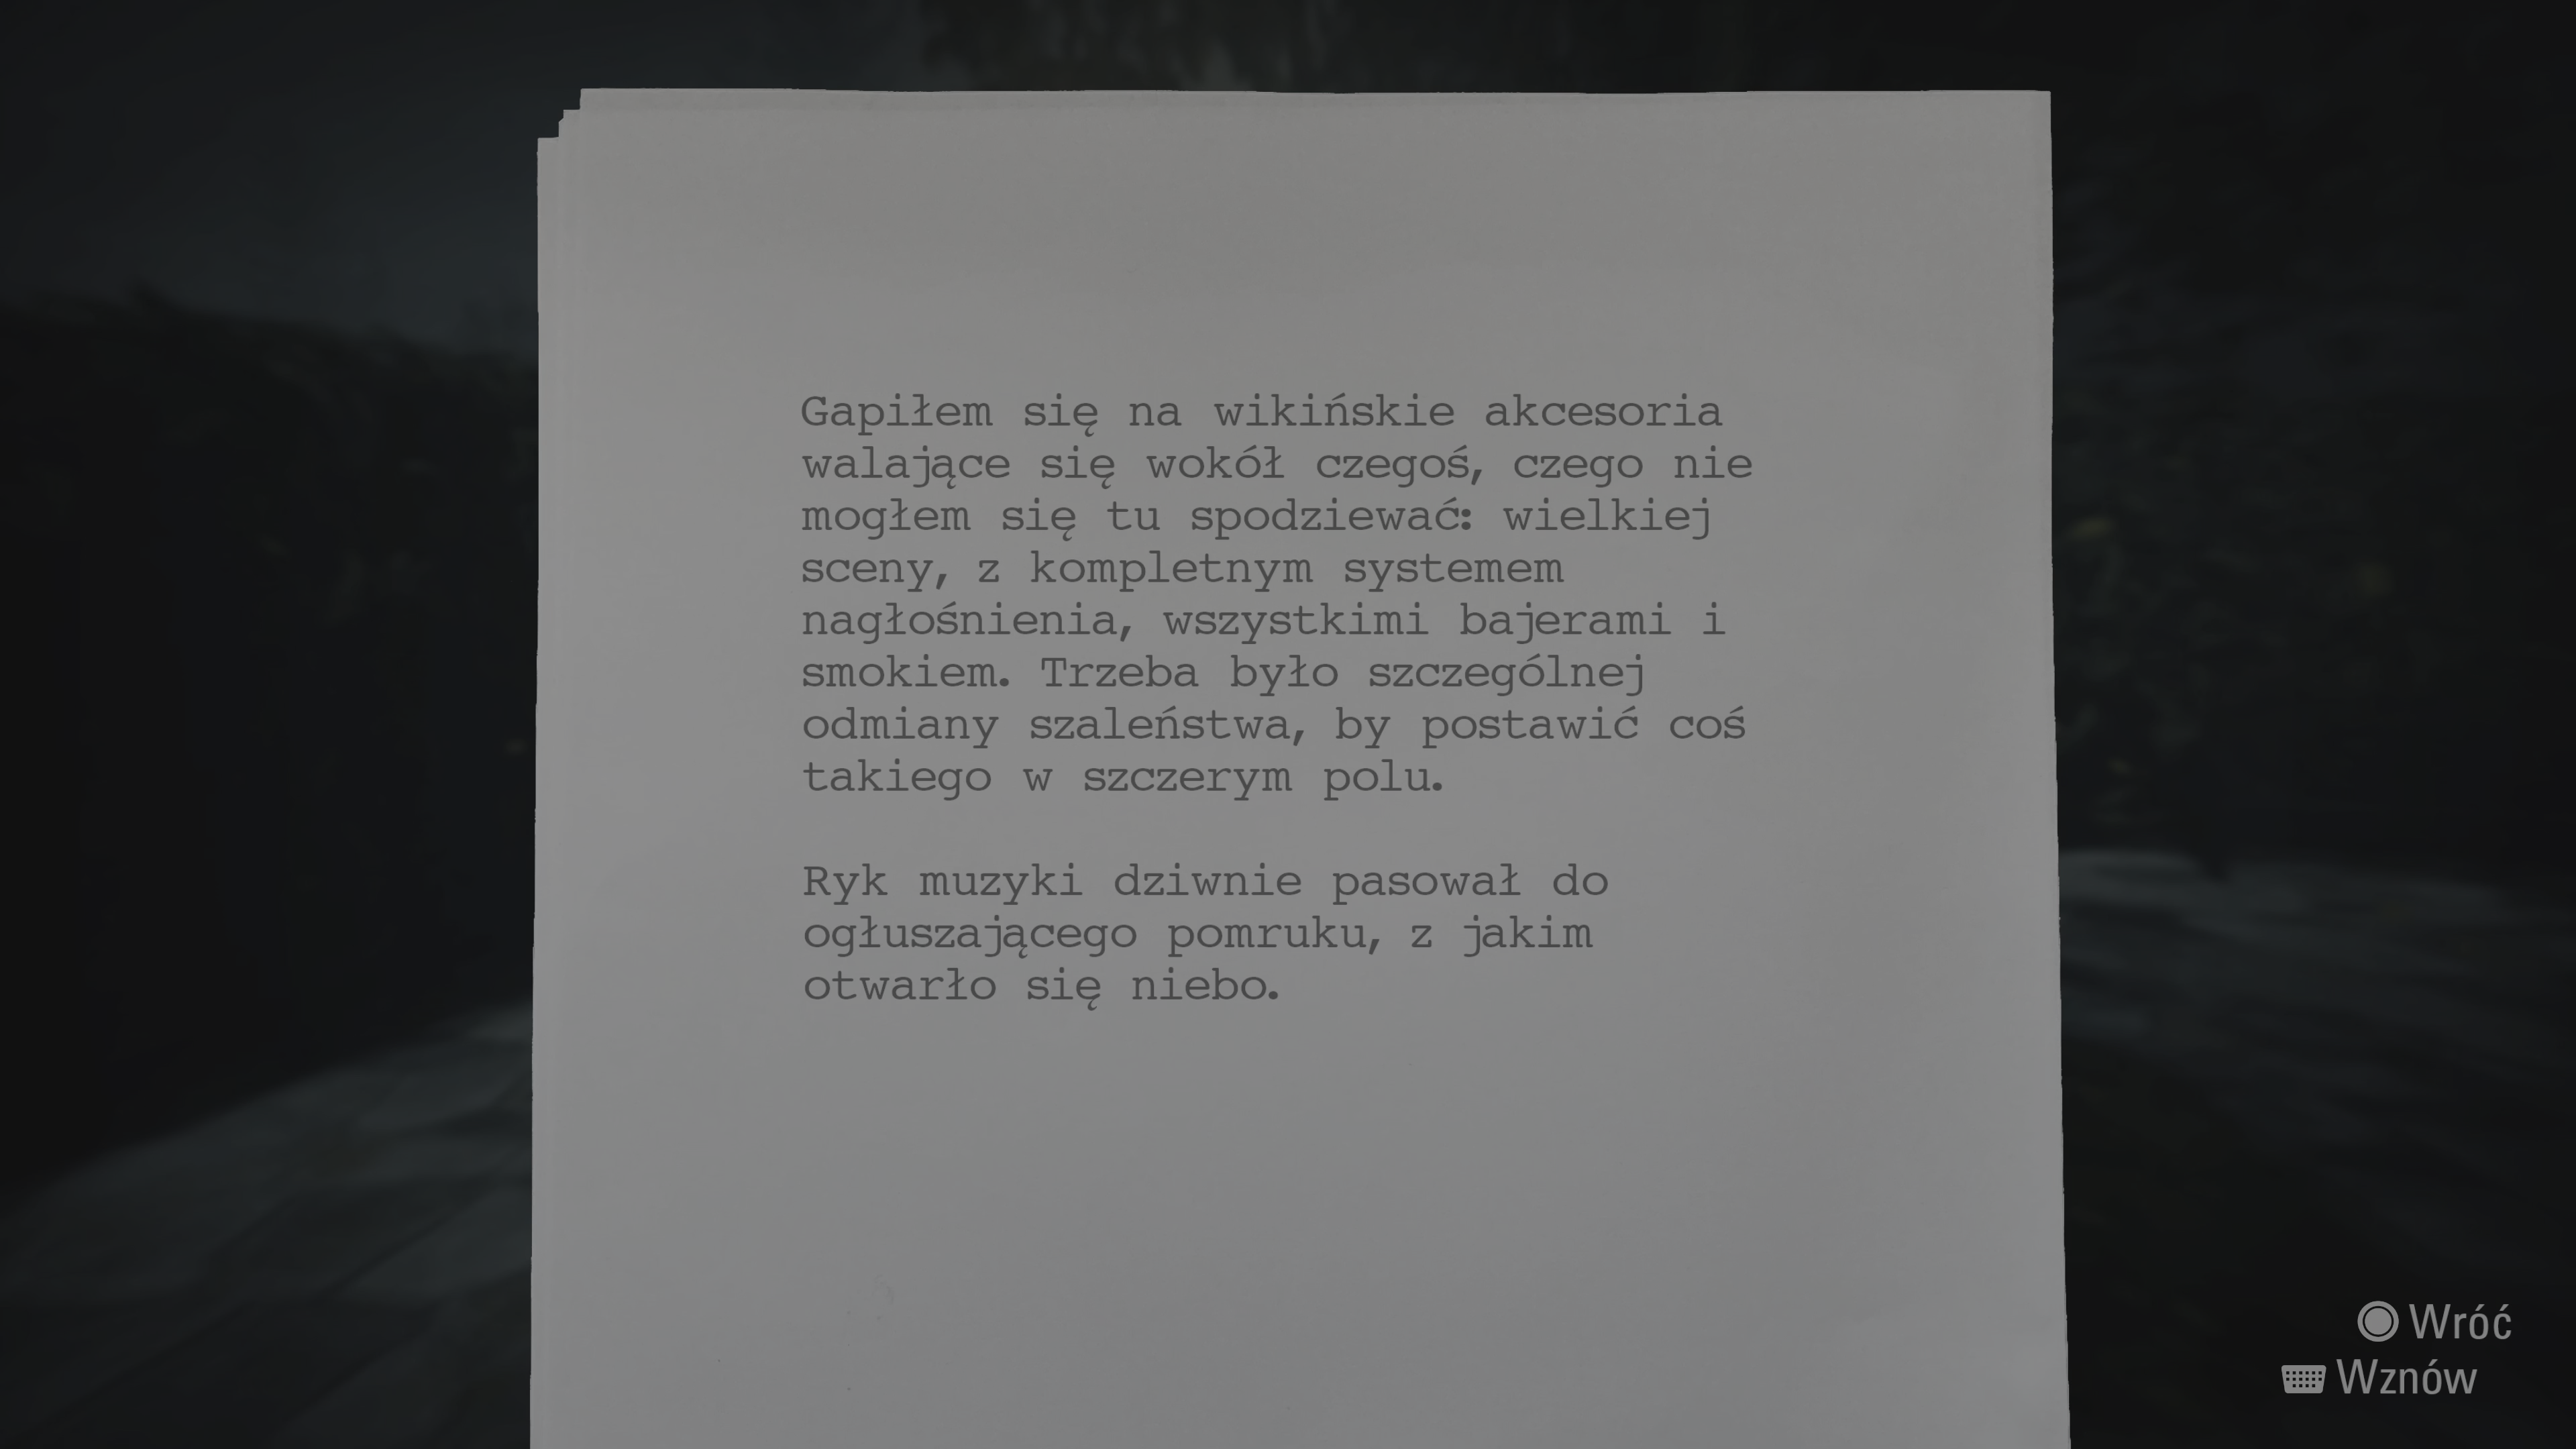 Gapiłem się na wikińskie akcesoria
walające się wokół czegoś, czego nie
mogłem się tu spodziewać: wielkiej
sceny, z kompletnym systemem
nagłośnienia, wszystkimi bajerami i
smokiem. Trzeba było szczególnej
odmiany szaleństwa, by postawić coś
takiego w szczerym polu.
Ryk muzyki dziwnie pasował do
ogłuszającego pomruku, z jakim
otwarło się niebo.
Wróć
Wznów